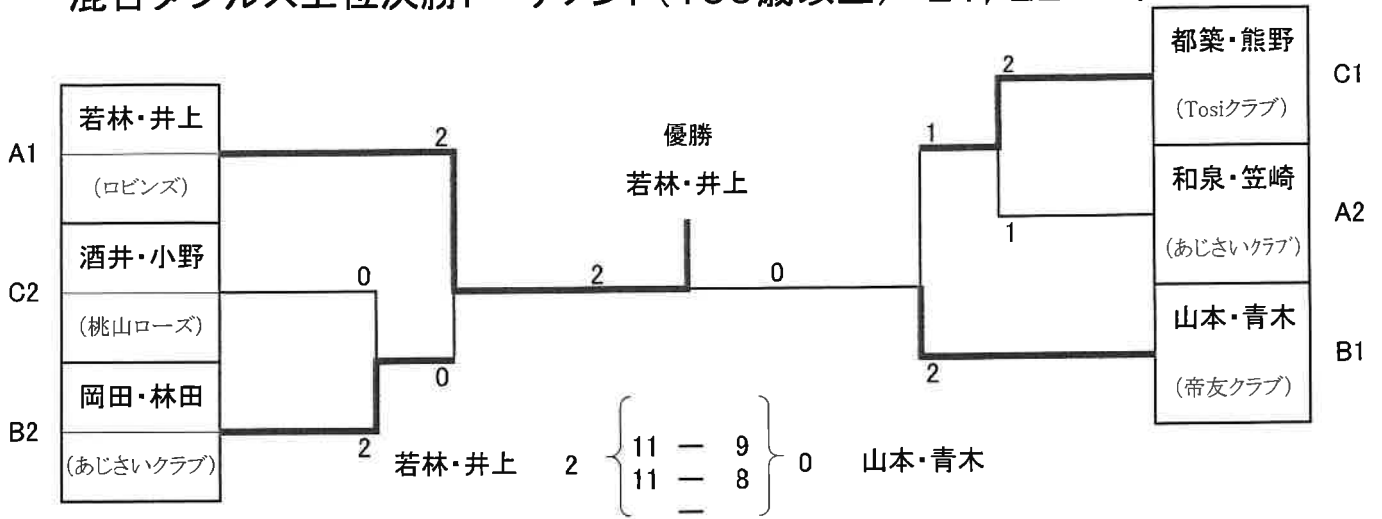 A1
若林・井上
(ロビンズ)
C2
酒井・小野
(桃山ローズ)
B2
岡田・林田
(あじさいクラブ)
2
0
2
0
優勝
若林・井上
2
0
1
2
2
1
都築・熊野
(Tosiクラブ)
C1
和泉・笠崎
(あじさいクラブ)
A2
山本・青木
(帝友クラブ)
B1
若林・井上 2 { 11 — 9 } 0 山本・青木
11 — 8
—